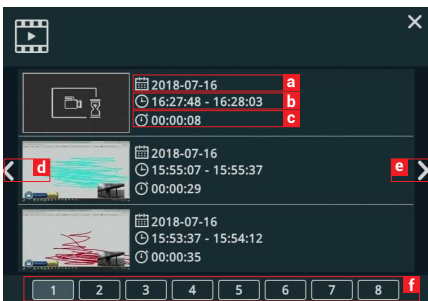 2018-07-16 a
16:27:48 - 16:28:03 b
00:00:08 c
2018-07-16
d 15:55:07 - 15:55:37 e
00:00:29
2018-07-16
15:53:37 - 15:54:12
00:00:35
f
1 2 3 4 5 6 7 8